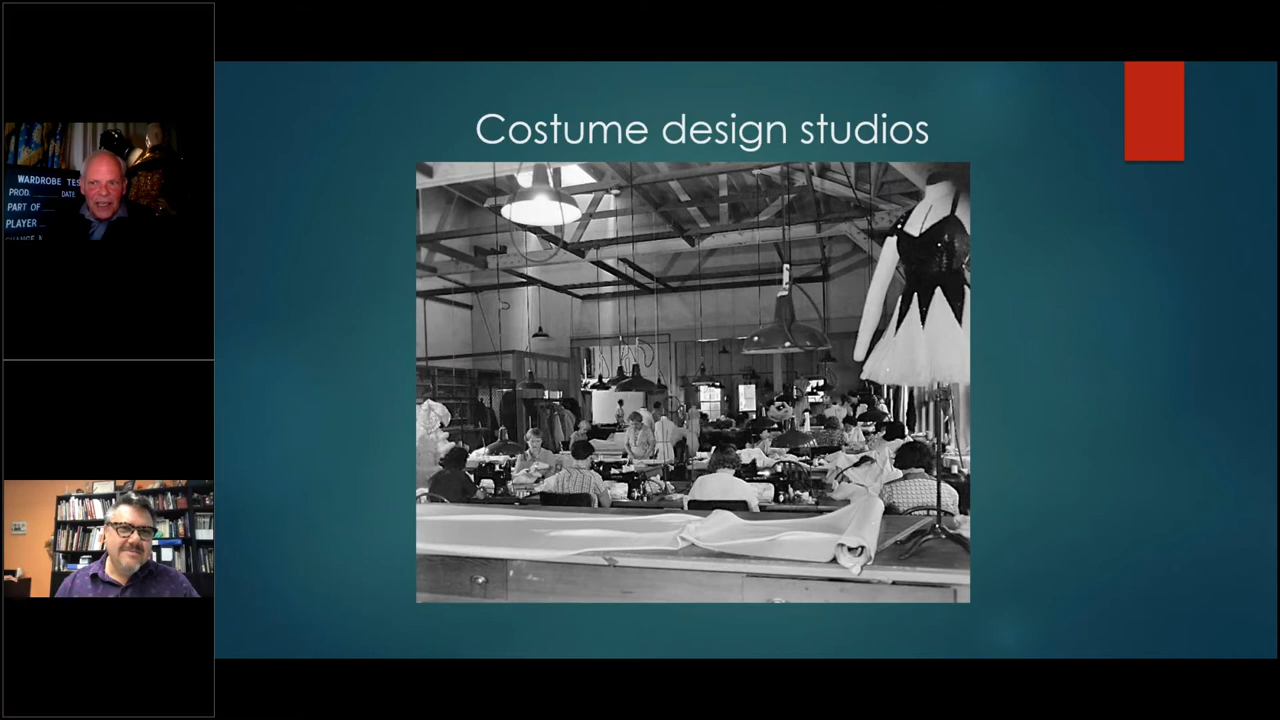 Costume design studios
WARDROBE TES
PROD. DATE
PART OF
PLAYER